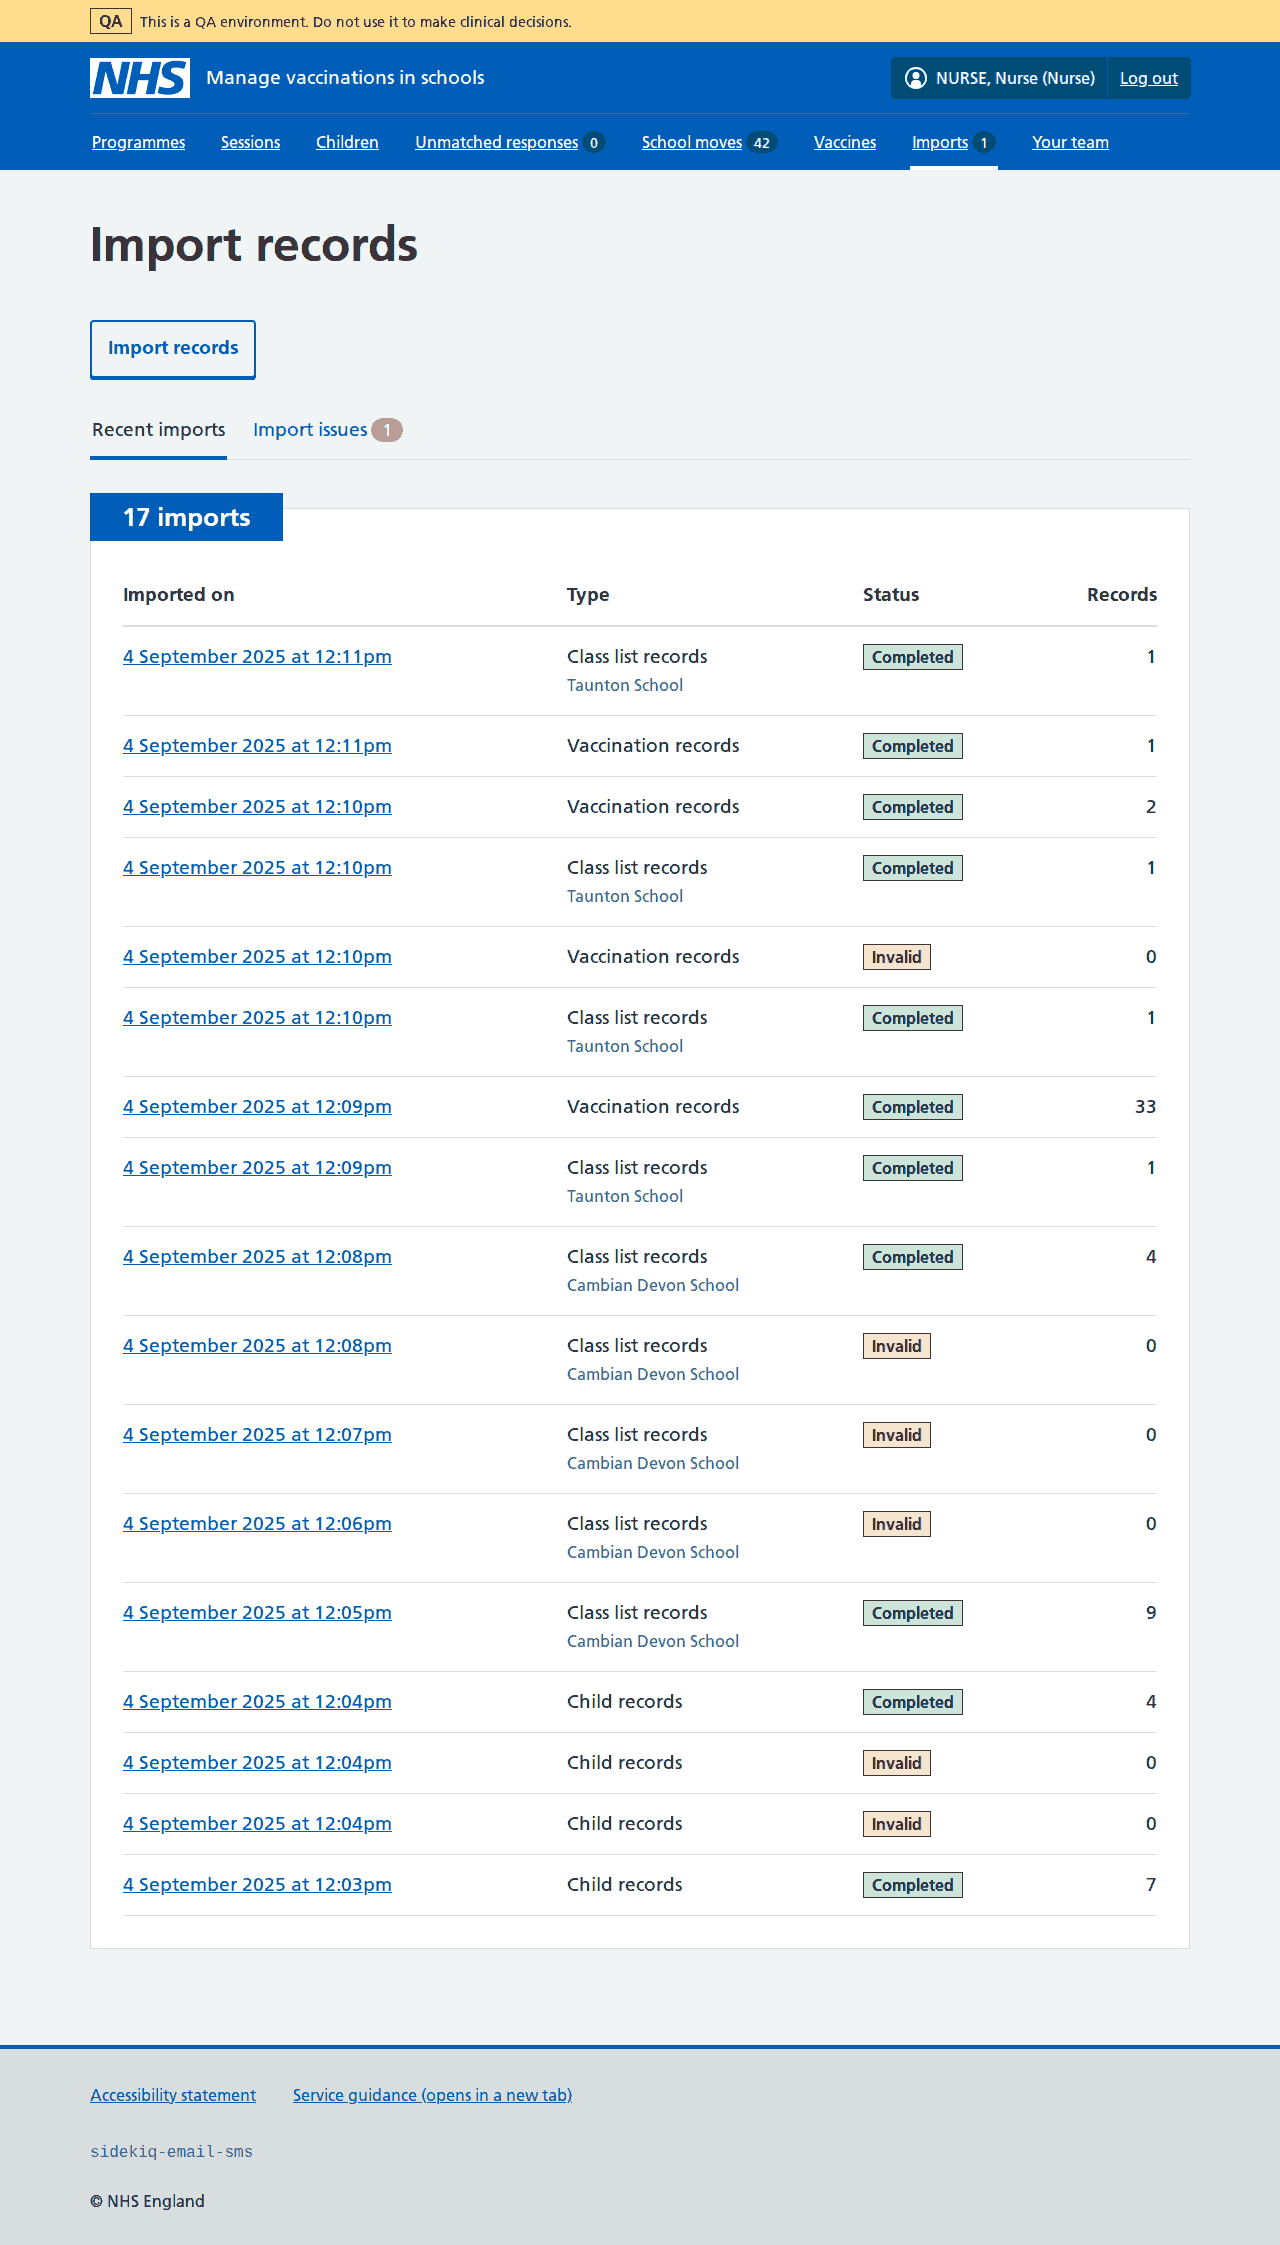 QA This is a QA environment. Do not use it to make clinical decisions.
NHS Manage vaccinations in schools NURSE, Nurse (Nurse) Log out
Programmes Sessions Children Unmatched responses 0 School moves 42 Vaccines Imports 1 Your team
Import records
Import records
Recent imports Import issues 1
17 imports
Imported on Type Status Records
4 September 2025 at 12:11pm Class list records Completed 1
Taunton School
4 September 2025 at 12:11pm Vaccination records Completed 1
4 September 2025 at 12:10pm Vaccination records Completed 2
4 September 2025 at 12:10pm Class list records Completed 1
Taunton School
4 September 2025 at 12:10pm Vaccination records Invalid 0
4 September 2025 at 12:10pm Class list records Completed 1
Taunton School
4 September 2025 at 12:09pm Vaccination records Completed 33
4 September 2025 at 12:09pm Class list records Completed 1
Taunton School
4 September 2025 at 12:08pm Class list records Completed 4
Cambian Devon School
4 September 2025 at 12:08pm Class list records Invalid 0
Cambian Devon School
4 September 2025 at 12:07pm Class list records Invalid 0
Cambian Devon School
4 September 2025 at 12:06pm Class list records Invalid 0
Cambian Devon School
4 September 2025 at 12:05pm Class list records Completed 9
Cambian Devon School
4 September 2025 at 12:04pm Child records Completed 4
4 September 2025 at 12:04pm Child records Invalid 0
4 September 2025 at 12:04pm Child records Invalid 0
4 September 2025 at 12:03pm Child records Completed 7
Accessibility statement Service guidance (opens in a new tab)
sidekiq-email-sms
© NHS England